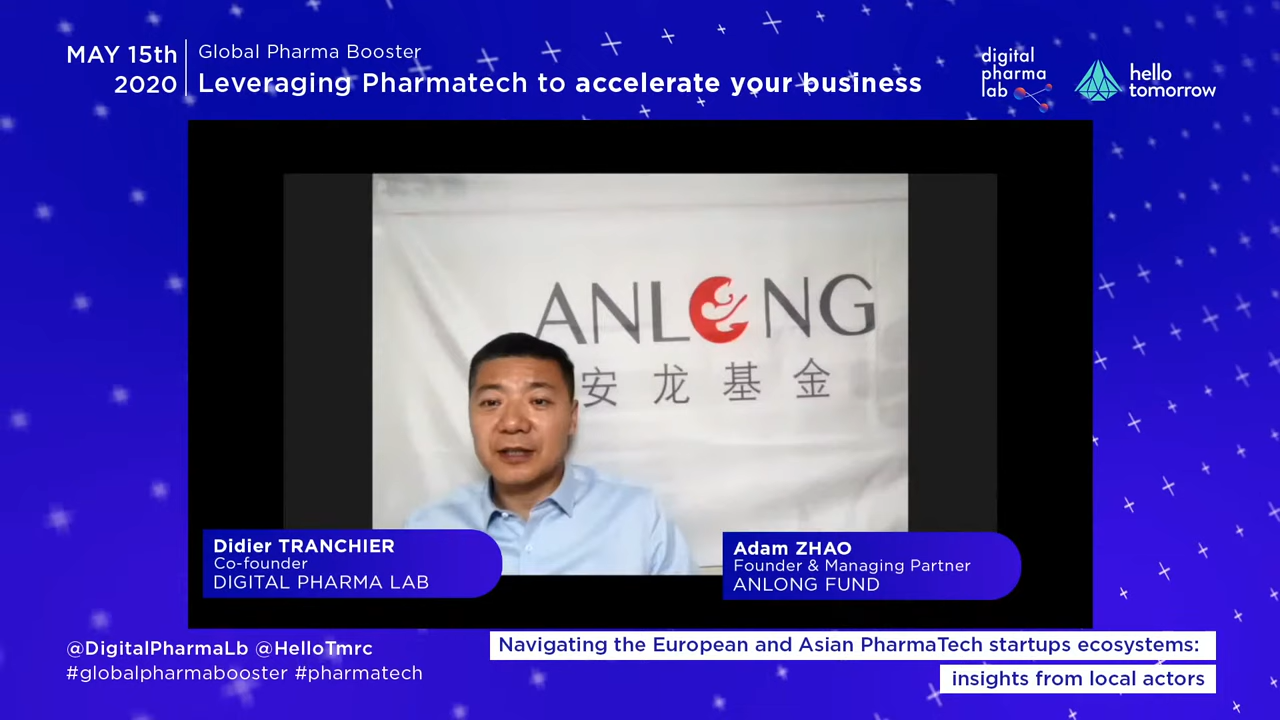 MAY 15th
2020
Global Pharma Booster
Leveraging Pharmatech to accelerate your business
digital
pharma
lab
hello
tomorrow
ANLONG
安龙基金
Didier TRANCHIER
Co-founder
DIGITAL PHARMA LAB
Adam ZHAO
Founder & Managing Partner
ANLONG FUND
@DigitalPharmaLb @HelloTmrc
#globalpharmabooster #pharmatech
Navigating the European and Asian PharmaTech startups ecosystems:
insights from local actors